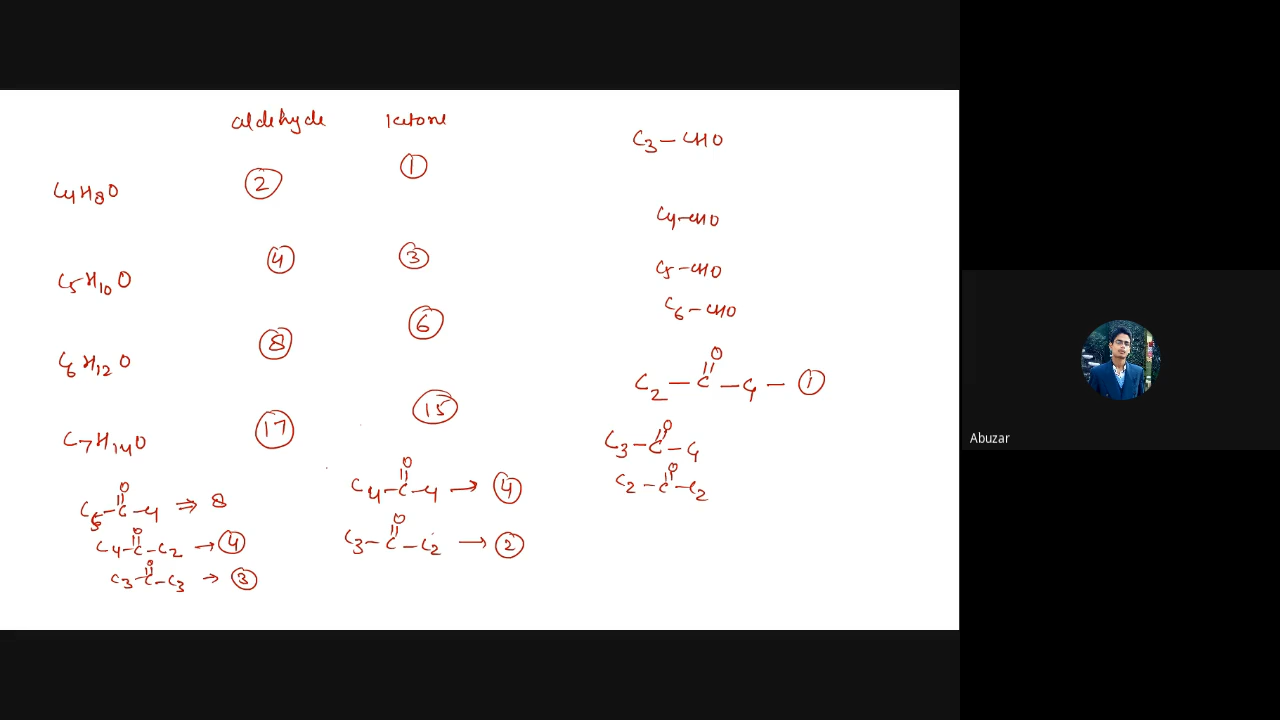 aldehyde ketone
C4H8O 2 1
C5H10O 4 3
C6H12O 8 6
C7H14O 17 15
C5-C(=O)-C1 ⇒ 8
C4-C(=O)-C2 → 4
C3-C(=O)-C3 → 3
C4-C(=O)-C1 → 4
C3-C(=O)-C2 → 2
C3-CHO
C4-CHO
C5-CHO
C6-CHO
C2-C(=O)-C1 - 1
C3-C(=O)-C1
C2-C(=O)-C2
Abuzar